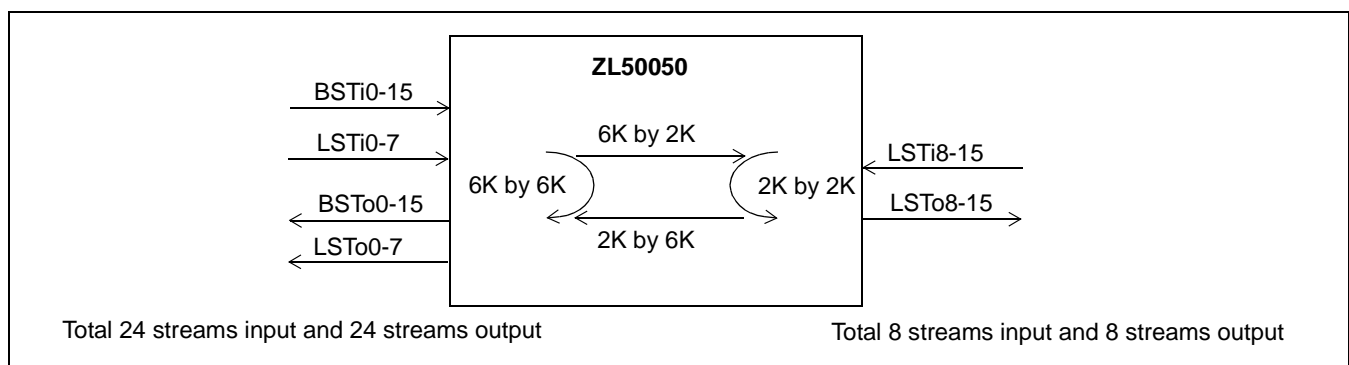 ZL50050
BSTi0-15
LSTi0-7
BSTo0-15
LSTo0-7
6K by 2K
6K by 6K
2K by 2K
2K by 6K
LSTi8-15
LSTo8-15
Total 24 streams input and 24 streams output
Total 8 streams input and 8 streams output